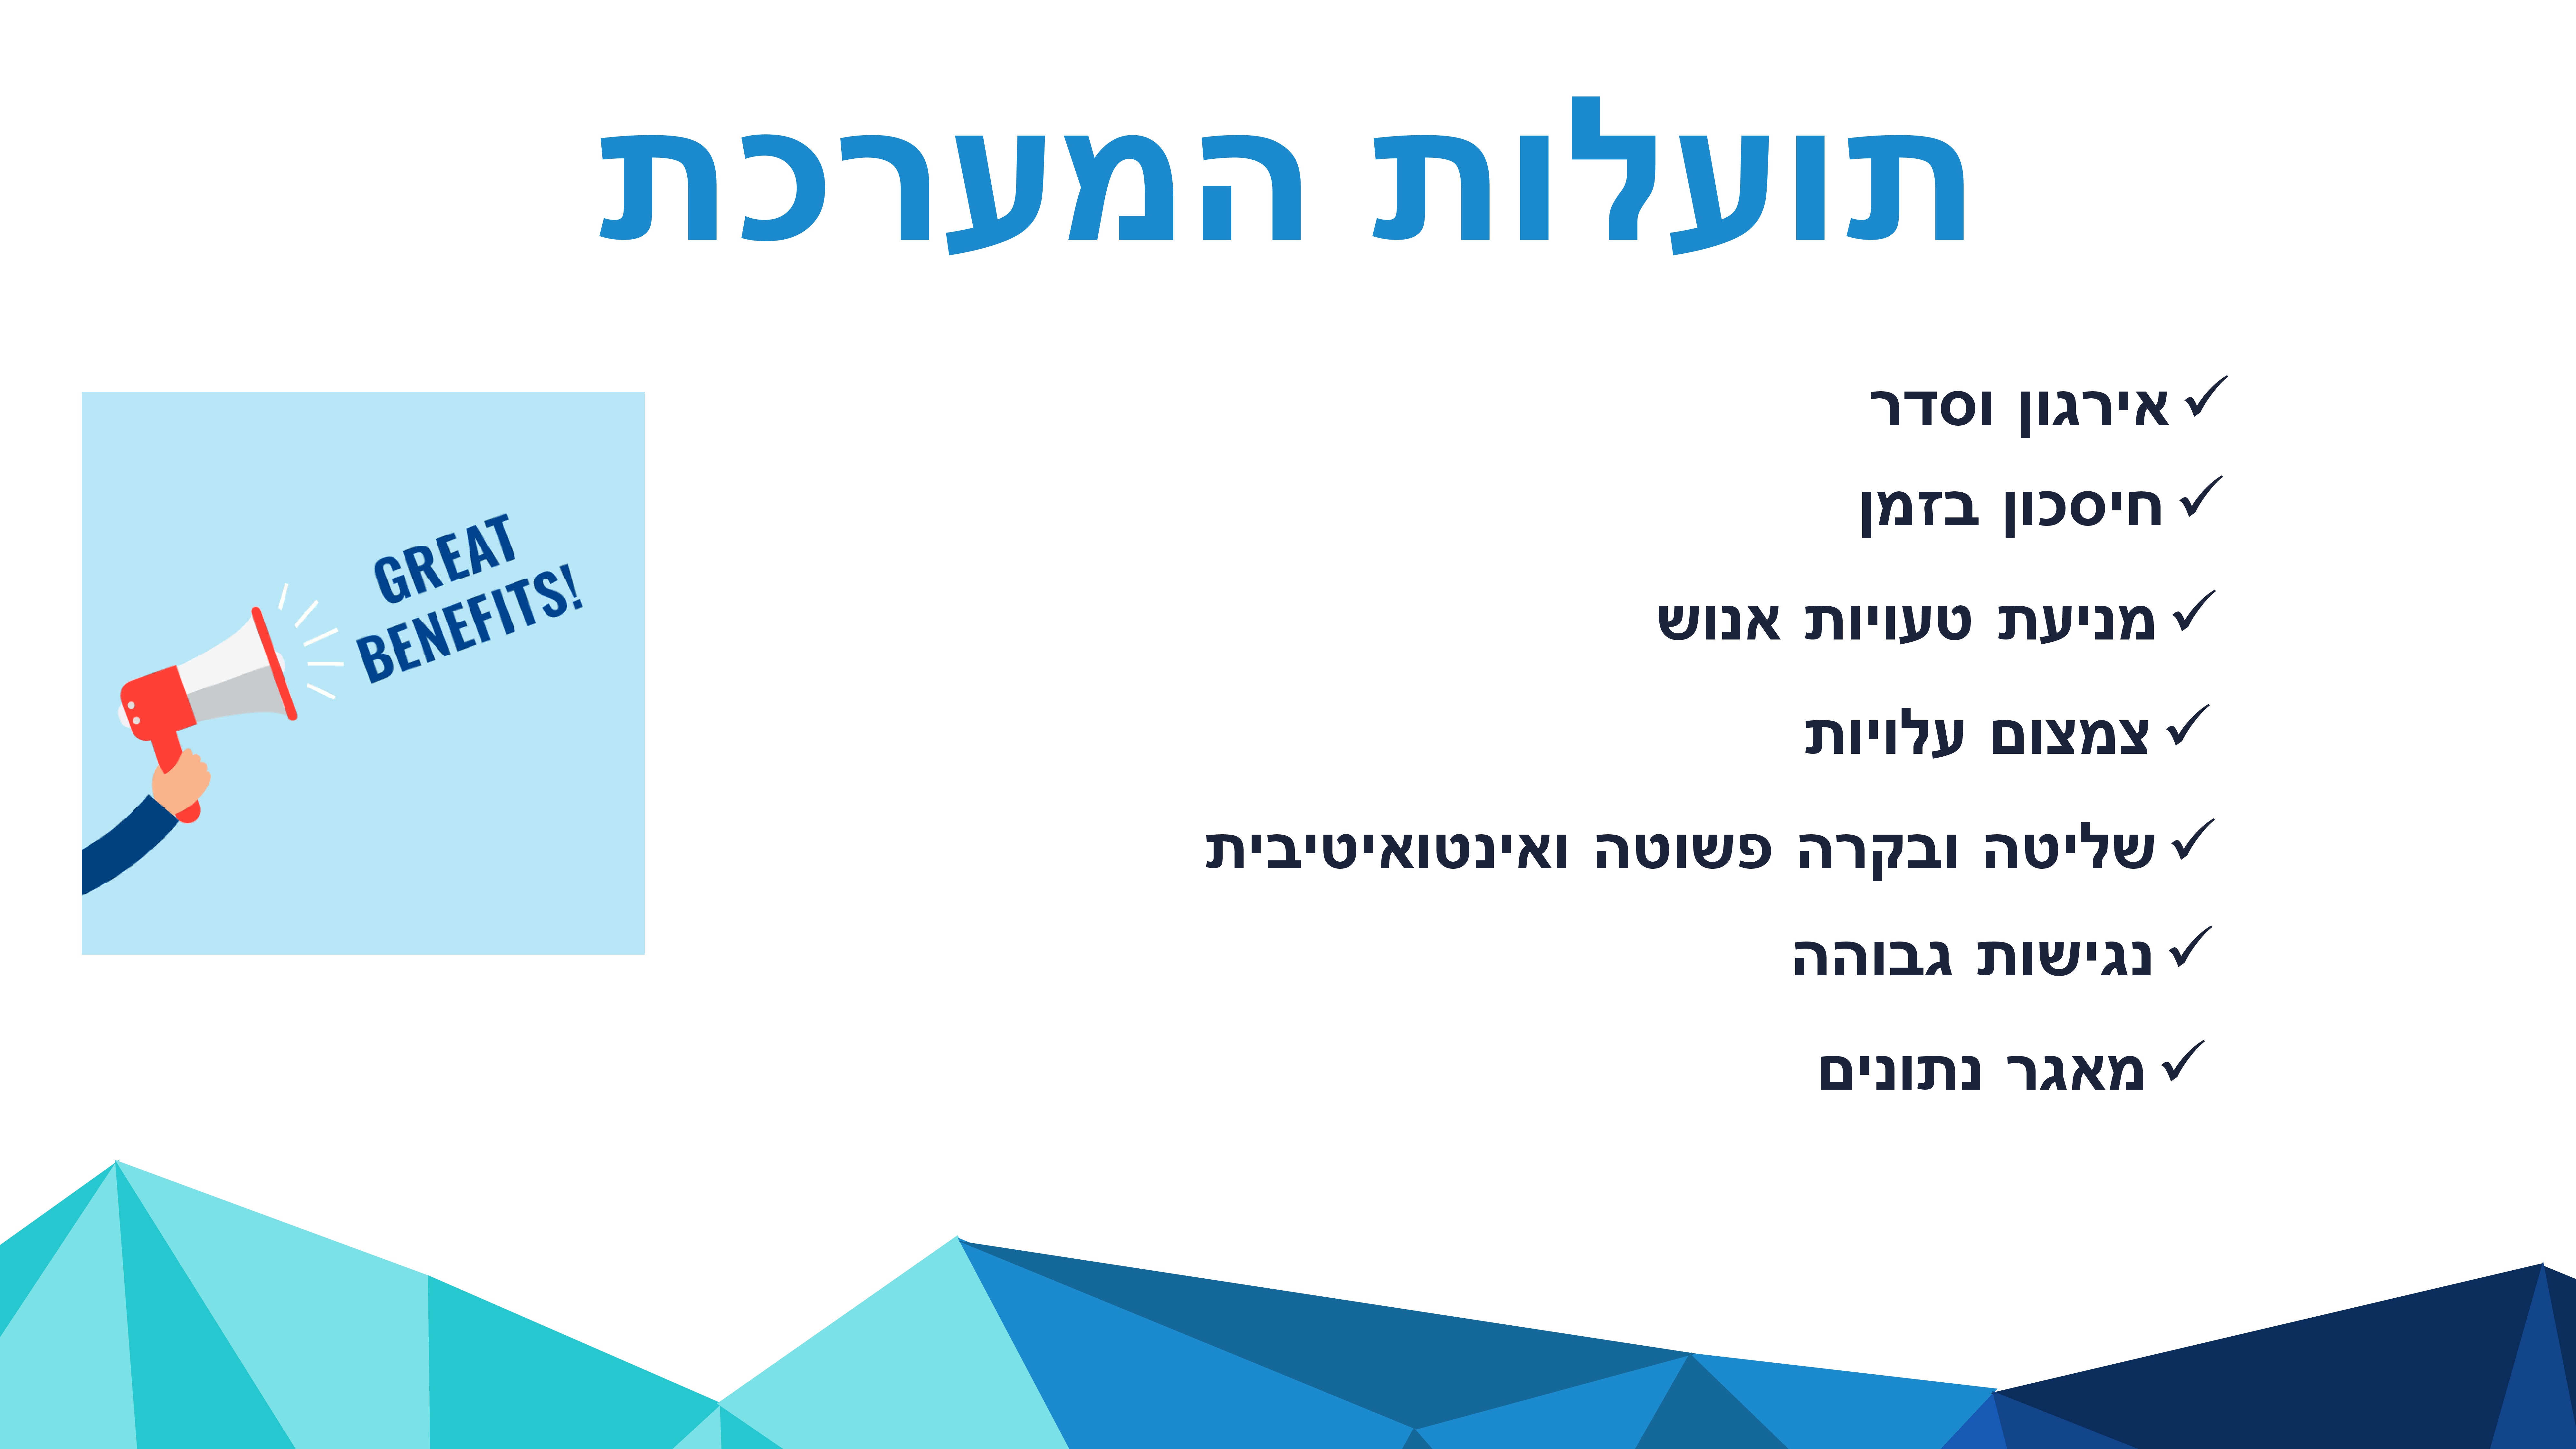 תועלות המערכת
אירגון וסדר
חיסכון בזמן
מניעת טעויות אנוש
צמצום עלויות
שליטה ובקרה פשוטה ואינטואיטיבית
נגישות גבוהה
מאגר נתונים
GREAT
BENEFITS!